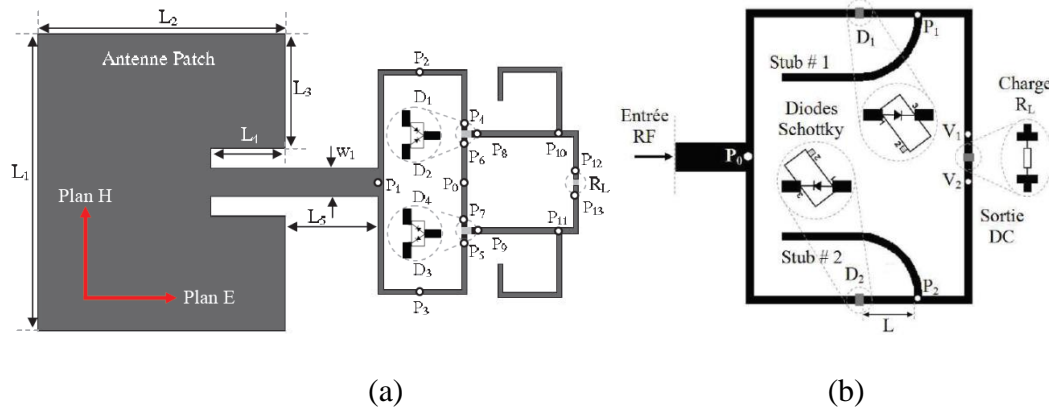 L2
Antenne Patch
L3
L4
L1
w1
P1
L5
Plan H
Plan E
P2
D1
P4
P6
P8
P10
D2
P12
P0
RL
P13
D4
P7
P11
P9
P5
D3
P3
(a)
D1
P1
Stub # 1
Entrée
RF
Diodes
Schottky
P0
Charge
RL
V1
V2
Sortie
DC
Stub # 2
D2
P2
L
(b)